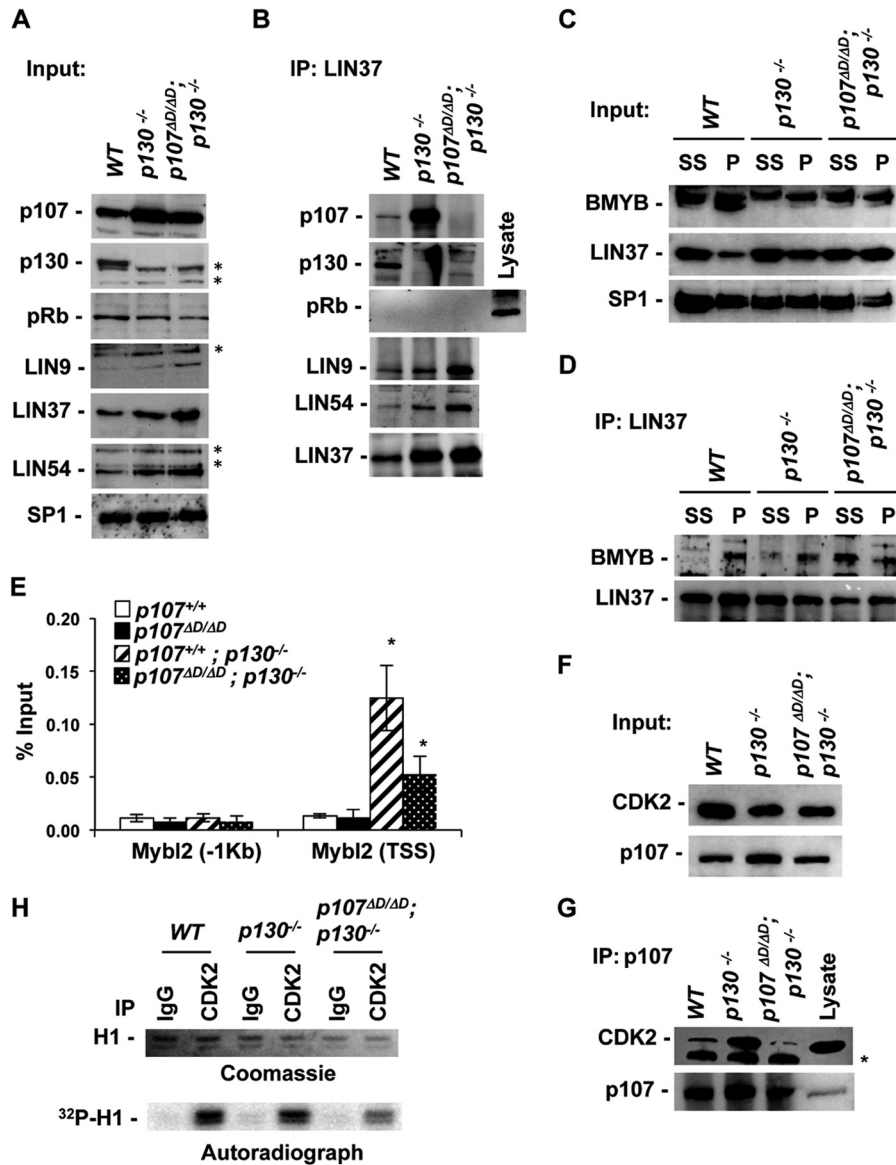 A
Input:
WT
p130 -/-
p107ΔD/ΔD;
p130 -/-
p107 -
p130 -
*
*
pRb -
LIN9 -
*
LIN37 -
LIN54 -
*
*
SP1 -
B
IP: LIN37
WT
p130 -/-
p107ΔD/ΔD;
p130 -/-
Lysate
p107 -
p130 -
pRb -
LIN9 -
LIN54 -
LIN37 -
C
Input:
WT
p130 -/-
p107ΔD/ΔD;
p130 -/-
SS P SS P SS P
BMYB -
LIN37 -
SP1 -
D
IP: LIN37
WT
p130 -/-
p107ΔD/ΔD;
p130 -/-
SS P SS P SS P
BMYB -
LIN37 -
E
p107+/+
p107ΔD/ΔD
p107+/+ ; p130-/-
p107ΔD/ΔD ; p130-/-
% Input
0.20
0.15
0.10
0.05
0.00
*
*
Mybl2 (-1Kb) Mybl2 (TSS)
F
Input:
WT
p130 -/-
p107 ΔD/ΔD;
p130 -/-
CDK2 -
p107 -
G
IP: p107
WT
p130 -/-
p107 ΔD/ΔD;
p130 -/-
Lysate
CDK2 -
*
p107 -
H
WT
p130-/-
p107ΔD/ΔD;
p130-/-
IP
IgG
CDK2
IgG
CDK2
IgG
CDK2
H1 -
Coomassie
32P-H1 -
Autoradiograph